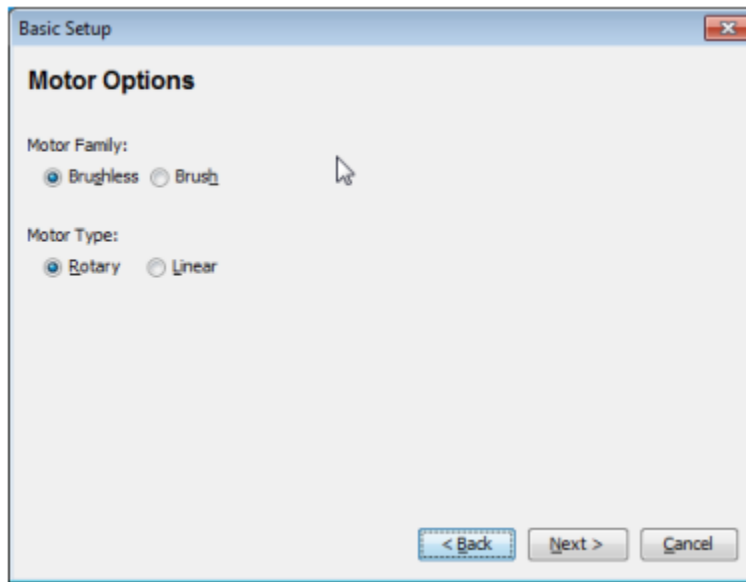 Basic Setup
Motor Options
Motor Family:
Brushless Brush
Motor Type:
Rotary Linear
< Back Next > Cancel